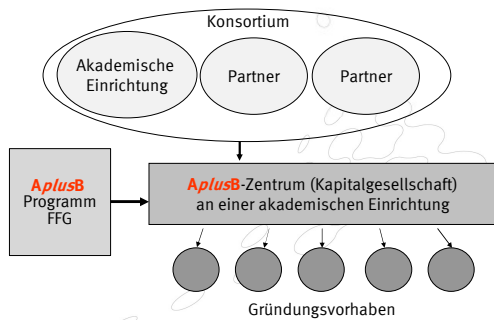 Konsortium
Akademische
Einrichtung
Partner
Partner
AplusB
Programm
FFG
AplusB-Zentrum (Kapitalgesellschaft)
an einer akademischen Einrichtung
Gründungsvorhaben